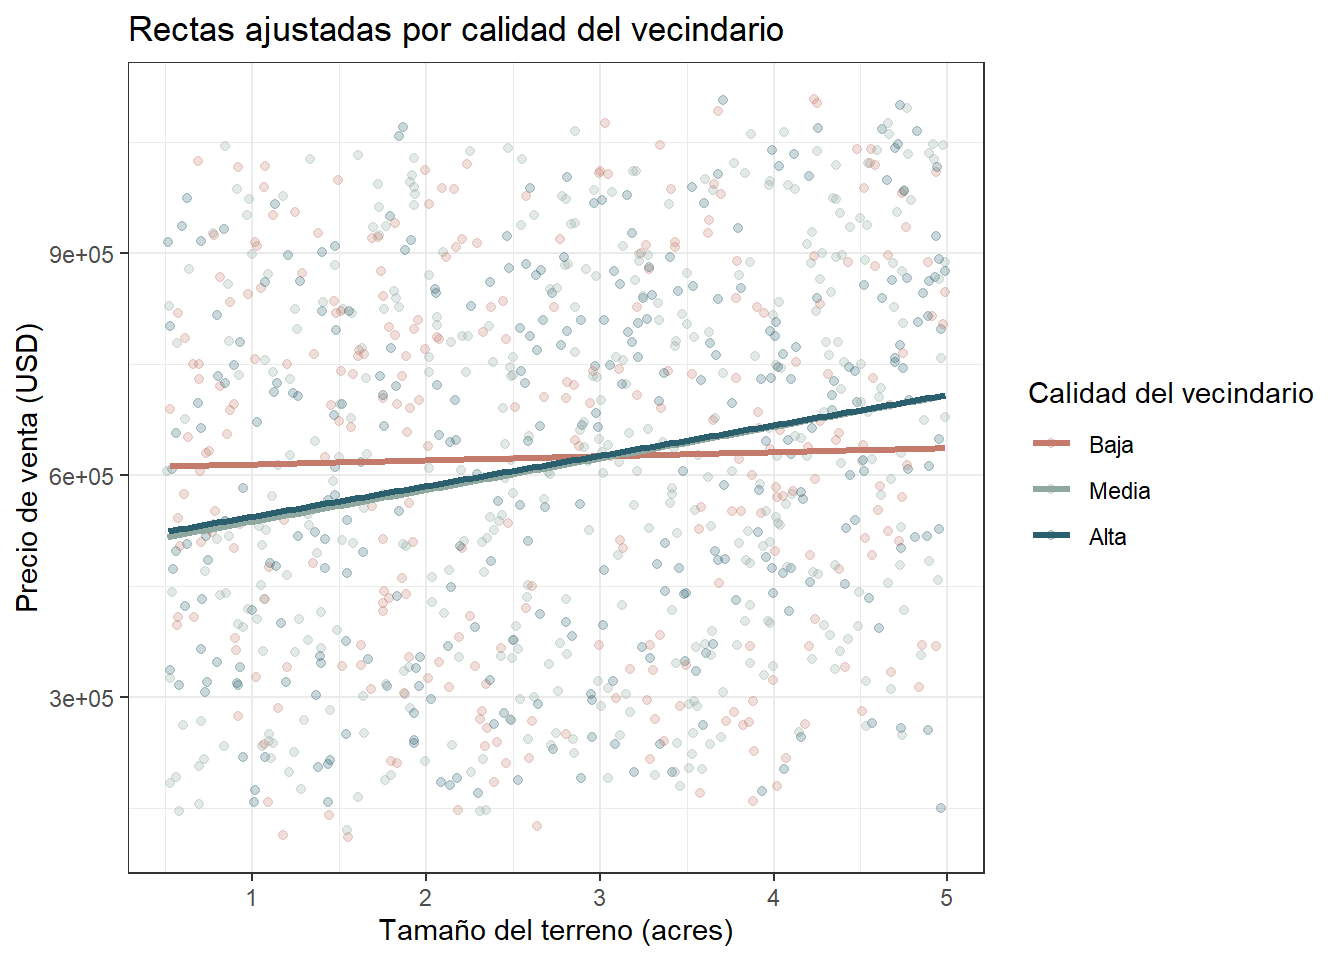 Rectas ajustadas por calidad del vecindario
Precio de venta (USD)
9e+05
6e+05
3e+05
1 2 3 4 5
Tamaño del terreno (acres)
Calidad del vecindario
Baja
Media
Alta